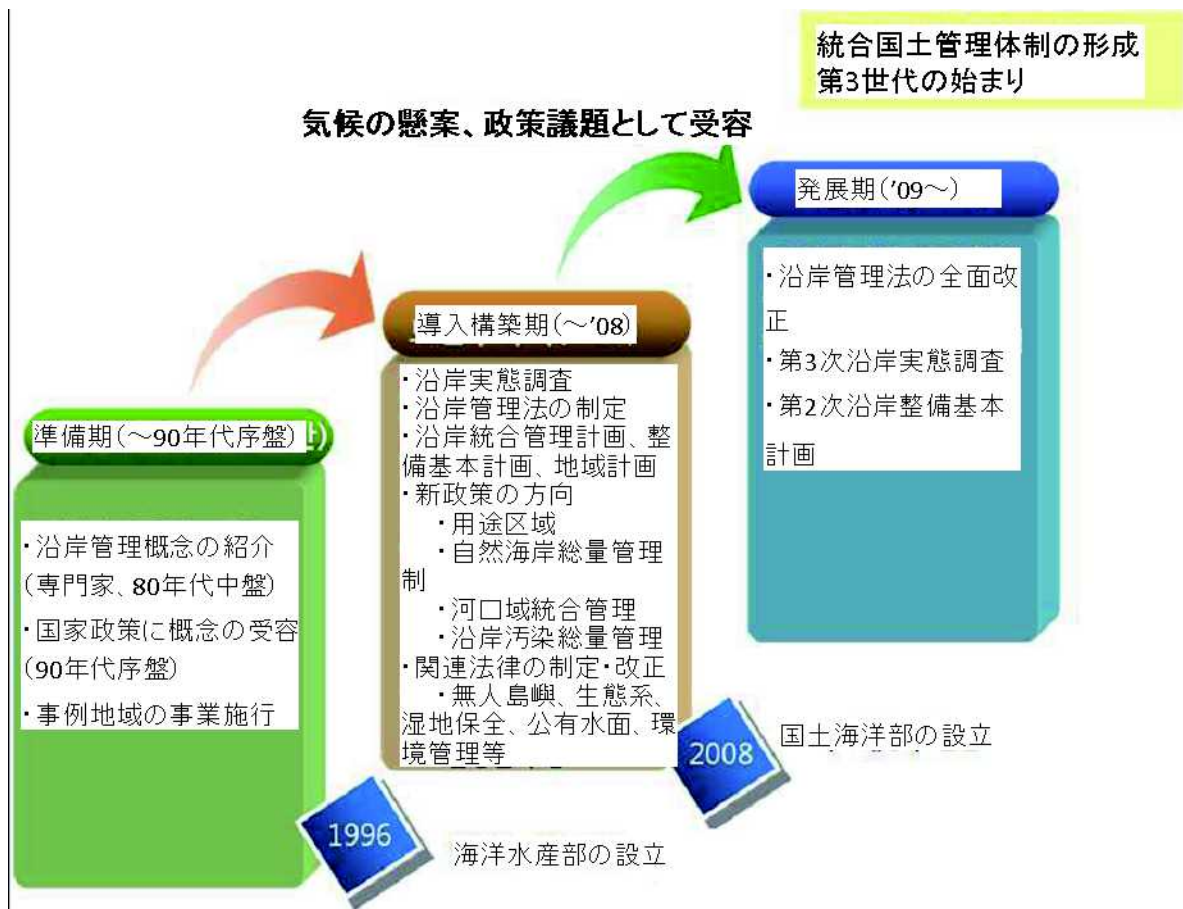 統合国土管理体制の形成
第3世代の始まり
気候の懸案、政策議題として受容
発展期('09～)
・沿岸管理法の全面改
正
・第3次沿岸実態調査
・第2次沿岸整備基本
計画
導入構築期(～'08)
・沿岸実態調査
・沿岸管理法の制定
・沿岸統合管理計画、整
備基本計画、地域計画
・新政策の方向
・用途区域
・自然海岸総量管理
制
・河口域統合管理
・沿岸汚染総量管理
・関連法律の制定・改正
・無人島嶼、生態系、
湿地保全、公有水面、環
境管理等
準備期(～90年代序盤)
・沿岸管理概念の紹介
(専門家、80年代中盤)
・国家政策に概念の受容
(90年代序盤)
・事例地域の事業施行
2008
国土海洋部の設立
1996
海洋水産部の設立